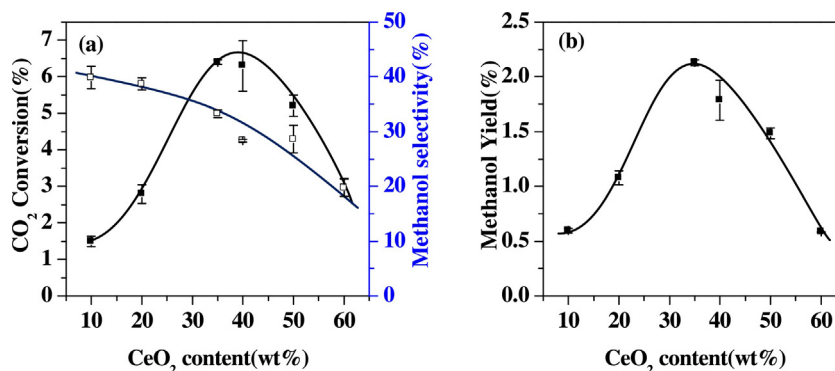 (a)
7
6
5
4
3
2
1
0
CO2 Conversion(%)
50
40
30
20
10
0
Methanol selectivity(%)
10 20 30 40 50 60
CeO2 content(wt%)
(b)
2.5
2.0
1.5
1.0
0.5
0.0
Methanol Yield(%)
10 20 30 40 50 60
CeO2 content(wt%)